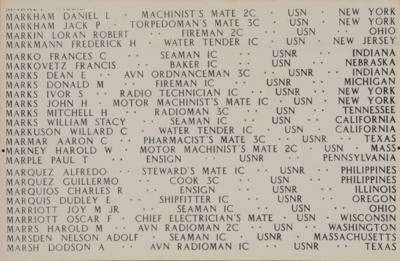 MARKHAM DANIEL L · MACHINIST'S MATE 2C · USN · NEW YORK
MARKHAM JACK P · TORPEDOMAN'S MATE 3C · USN · NEW YORK
MARKIN LORAN ROBERT · · FIREMAN 2C · · USN · · OHIO
MARKMANN FREDERICK H · WATER TENDER 1C · USN · NEW JERSEY
MARKO FRANCES C · · SEAMAN 1C · · USNR · · INDIANA
MARKOVETZ FRANCIS · · BAKER 1C · · USN · · NEBRASKA
MARKS DEAN E · · AVN ORDNANCEMAN 3C · · USNR · · INDIANA
MARKS DONALD M · · FIREMAN 1C · · USNR · · MICHIGAN
MARKS IVOR S · · RADIO TECHNICIAN 1C · USNR · NEW YORK
MARKS JOHN H · MOTOR MACHINIST'S MATE 1C · USN · NEW YORK
MARKS MITCHELL H · · RADIOMAN 3C · · USN · · TENNESSEE
MARKS WILLIAM STACY · · SEAMAN 1C · · USN · CALIFORNIA
MARKUSON WILLARD C · WATER TENDER 1C · USN · CALIFORNIA
MARMAR AARON C · · PHARMACIST'S MATE 3C · USNR · · TEXAS
MARNEY HAROLD W · MOTOR MACHINIST'S MATE 2C · USN · MASS
MARPLE PAUL T · · ENSIGN · · USNR · · PENNSYLVANIA
MARQUEZ ALFREDO · · STEWARD'S MATE 1C · · USNR · PHILIPPINES
MARQUEZ GUILLERMO · · COOK 3C · · USN · · PHILIPPINES
MARQUIOS CHARLES R · · ENSIGN · · USNR · · ILLINOIS
MARQUIS DUDLEY E · · SHIPFITTER 1C · · USNR · · OREGON
MARRIOTT JOY M JR · · SEAMAN 1C · · USN · · OHIO
MARRIOTT OSCAR F · CHIEF ELECTRICIAN'S MATE · USN · WISCONSIN
MARRS HAROLD M · · AVN RADIOMAN 2C · USN · WASHINGTON
MARSDEN NELSON ADOLF · SEAMAN 1C · USNR · MASSACHUSETTS
MARSH DODSON A · · AVN RADIOMAN 1C · · USNR · · TEXAS